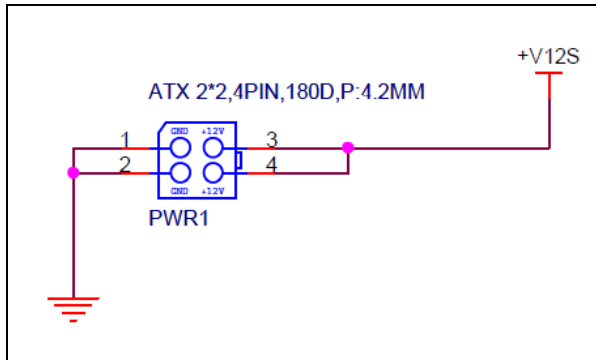 +V12S
ATX 2*2,4PIN,180D,P:4.2MM
1 GND +12V 3
2 GND +12V 4
PWR1